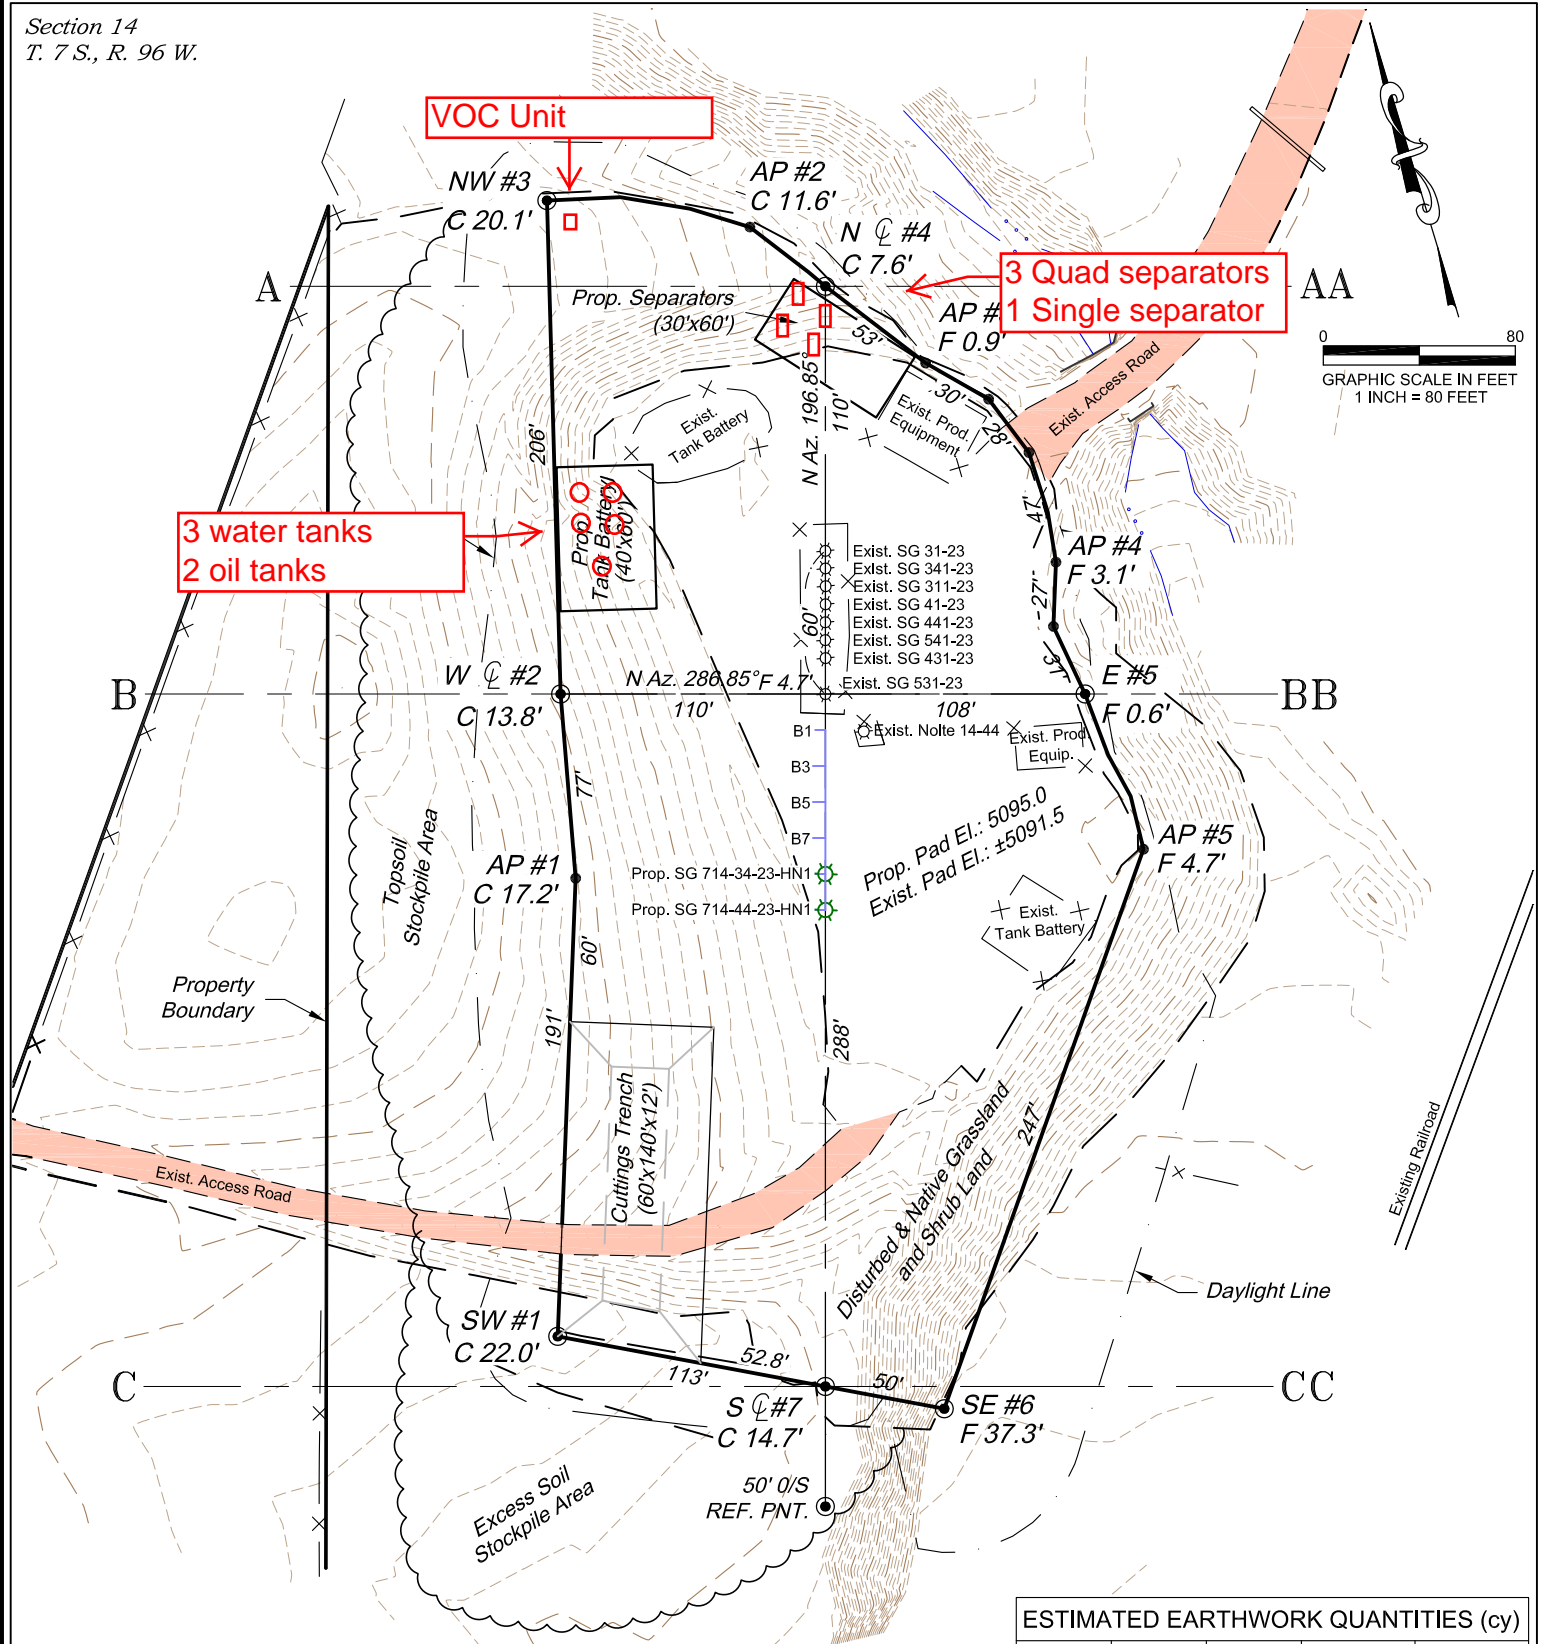 Section 14
T. 7 S., R. 96 W.
VOC Unit
NW #3
C 20.1'
AP #2
C 11.6'
N ℄ #4
C 7.6'
3 Quad separators
1 Single separator
A
AA
Prop. Separators
(30'x60')
AP #
F 0.9'
53'
30'
28'
0
80
GRAPHIC SCALE IN FEET
1 INCH = 80 FEET
Exist. Access Road
Exist.
Tank Battery
N Az. 196.85°
110'
Exist. Prod.
Equipment
206'
47'
3 water tanks
2 oil tanks
Prop.
Tank Battery
(40'x60')
AP #4
F 3.1'
27'
31'
60'
Exist. SG 31-23
Exist. SG 341-23
Exist. SG 311-23
Exist. SG 41-23
Exist. SG 441-23
Exist. SG 541-23
Exist. SG 431-23
Exist. SG 531-23
B
BB
W ℄ #2
C 13.8'
N Az. 286.85°
110'
F 4.7'
108'
E #5
F 0.6'
B1
B3
B5
B7
Exist. Nolte 14-44
Exist. Prod.
Equip.
77'
Topsoil
Stockpile Area
AP #1
C 17.2'
Prop. SG 714-34-23-HN1
Prop. SG 714-44-23-HN1
Prop. Pad El.: 5095.0
Exist. Pad El.: ±5091.5
AP #5
F 4.7'
Exist.
Tank Battery
60'
191'
288'
Property
Boundary
Cuttings Trench
(60'x140'x12')
247'
Disturbed & Native Grassland
and Shrub Land
Existing Railroad
Exist. Access Road
Daylight Line
SW #1
C 22.0'
52.8'
113'
50'
C
CC
S ℄ #7
C 14.7'
SE #6
F 37.3'
50' O/S
REF. PNT.
Excess Soil
Stockpile Area
ESTIMATED EARTHWORK QUANTITIES (cy)